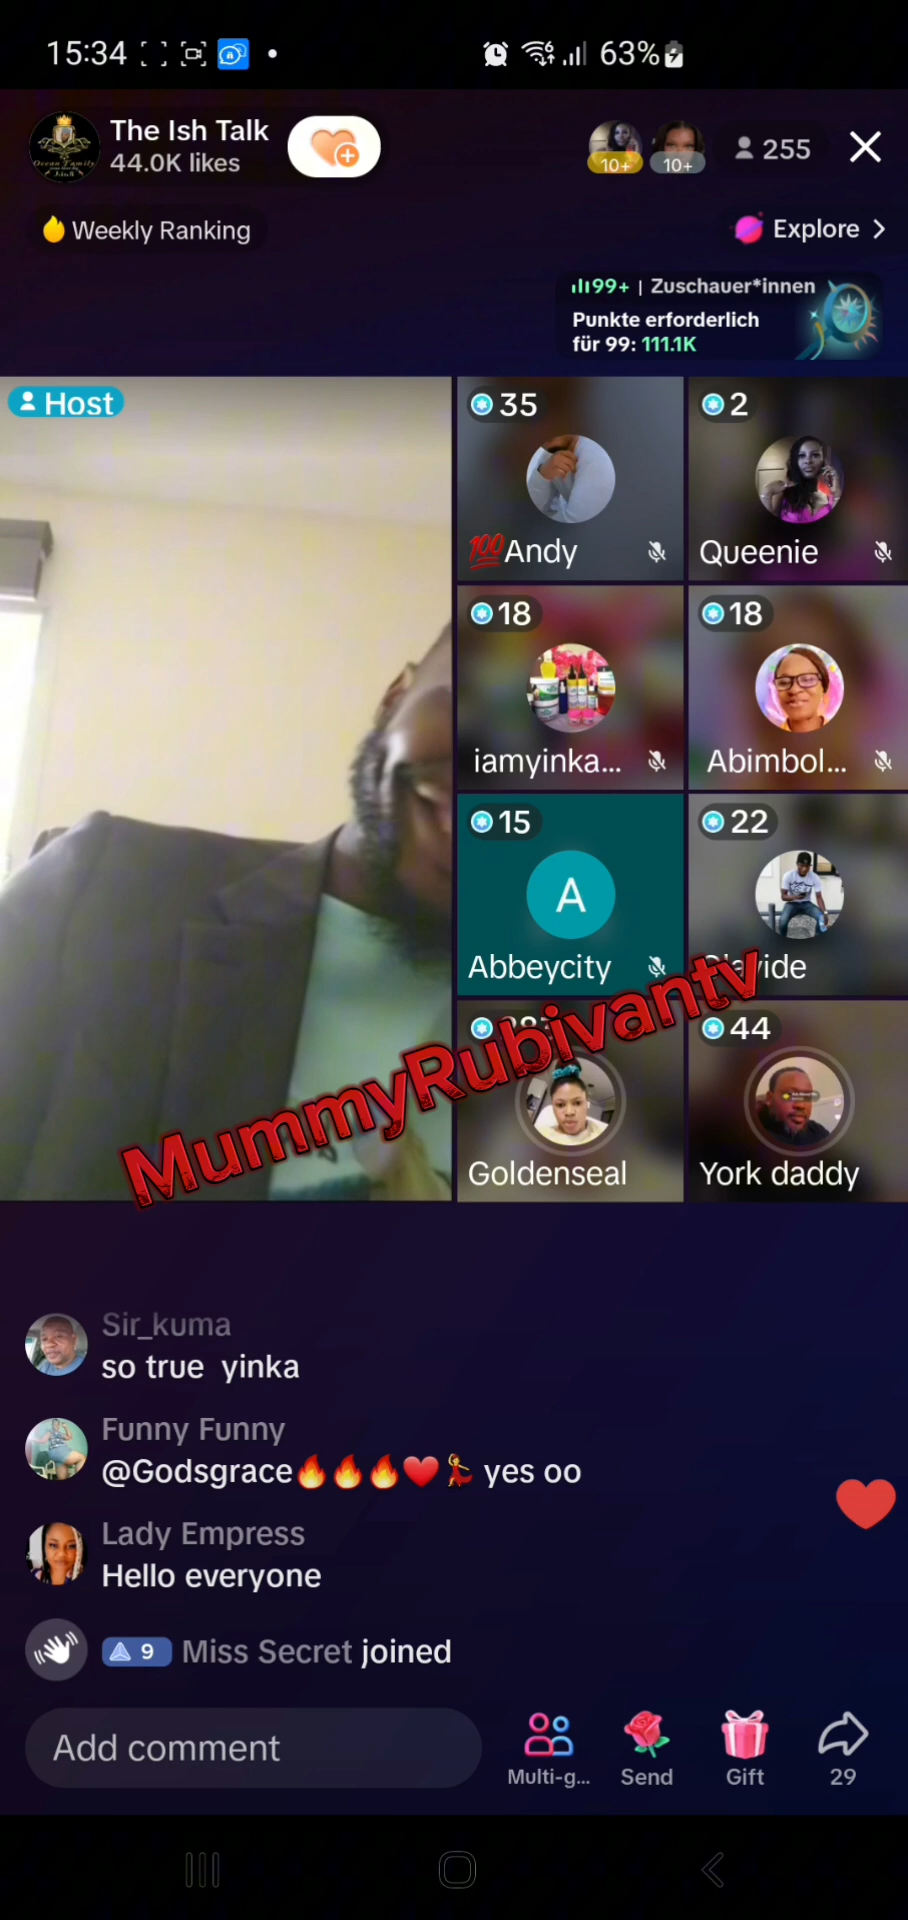 15:34
63%
The Ish Talk
44.0K likes
10+
10+
255
Weekly Ranking
Explore
99+ | Zuschauer*innen
Punkte erforderlich
für 99: 111.1K
Host
35
2
💯Andy
Queenie
18
18
iamyinka...
Abimbol...
15
22
A
Abbeycity
MummyRubivantv
44
Goldenseal
York daddy
Sir_kuma
so true yinka
Funny Funny
@Godsgrace🔥🔥🔥❤️💃 yes oo
Lady Empress
Hello everyone
9 Miss Secret joined
Add comment
Multi-g...
Send
Gift
29